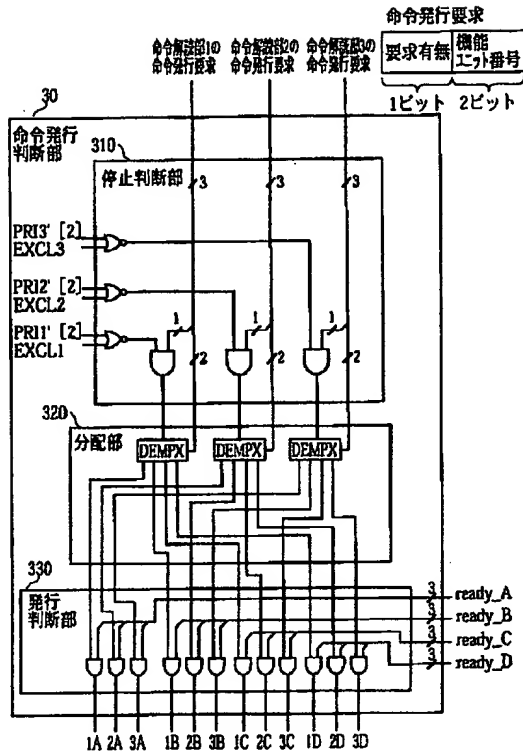 命令発行要求
要求有無
機能
ユニット番号
1ビット
2ビット
命令解読部1の
命令発行要求
命令解読部2の
命令発行要求
命令解読部3の
命令発行要求
30
命令発行
判断部
310
停止判断部
3
3
3
PRI3' [2]
EXCL3
PRI2' [2]
EXCL2
PRI1' [2]
EXCL1
1
1
1
2
2
2
320
分配部
DEMPX
DEMPX
DEMPX
330
発行
判断部
3
ready_A
3
ready_B
3
ready_C
3
ready_D
1A 2A 3A 1B 2B 3B 1C 2C 3C 1D 2D 3D